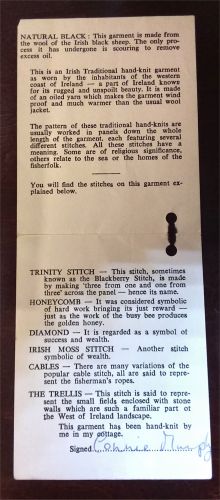 NATURAL BLACK : This garment is made from
the wool of the Irish black sheep. The only proc-
ess it has undergone is scouring to remove
excess oil.
This is an Irish Traditional hand-knit garment
as worn by the inhabitants of the western
coast of Ireland — a part of Ireland known
for its rugged and unspoilt beauty. It is made
of an oiled yarn which makes the garment wind
proof and much warmer than the usual wool
jacket.
The pattern of these traditional hand-knits are
usually worked in panels down the whole
length of the garment, each featuring several
different stitches. All these stitches have a
meaning. Some are of religious significance,
others relate to the sea or the homes of the
fisherfolk.
You will find the stitches on this garment ex-
plained below.
TRINITY STITCH — This stitch, sometimes
known as the Blackberry Stitch, is
made by making 'three from one and one from
three' across the panel — hence its name.
HONEYCOMB — It was considered symbolic
of hard work bringing its just reward —
just as the work of the busy bee produces
the golden honey.
DIAMOND — It is regarded as a symbol of
success and wealth.
IRISH MOSS STITCH — Another stitch
symbolic of wealth.
CABLES — There are many variations of the
popular cable stitch, all are said to repre-
sent the fisherman's ropes.
THE TRELLIS — This stitch is said to repre-
sent the small fields enclosed with stone
walls which are such a familiar part of
the West of Ireland landscape.
This garment has been hand-knit by
me in my cottage.
Signed Connie Murphy